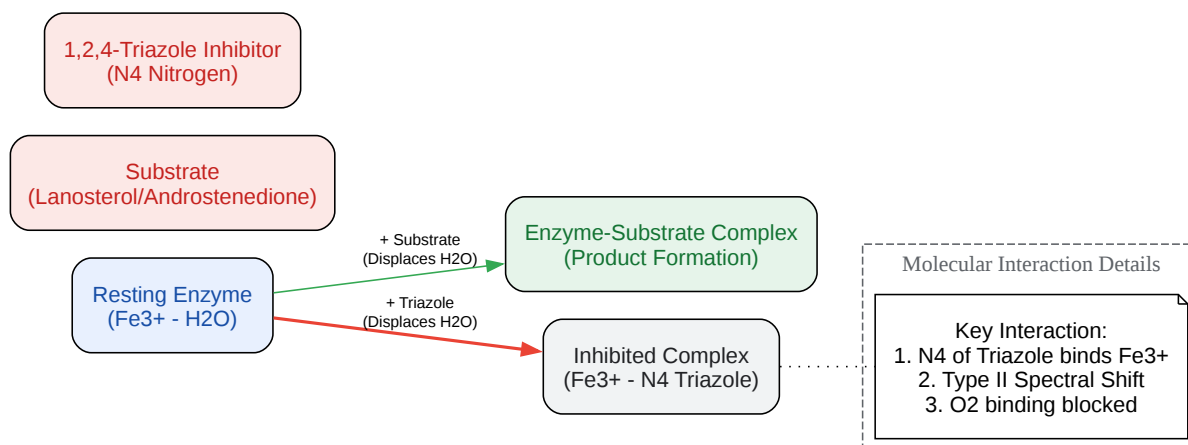 1,2,4-Triazole Inhibitor
(N4 Nitrogen)
Substrate
(Lanosterol/Androstenedione)
Resting Enzyme
(Fe3+ - H2O)
+ Substrate
(Displaces H2O)
+ Triazole
(Displaces H2O)
Enzyme-Substrate Complex
(Product Formation)
Inhibited Complex
(Fe3+ - N4 Triazole)
Molecular Interaction Details
Key Interaction:
1. N4 of Triazole binds Fe3+
2. Type II Spectral Shift
3. O2 binding blocked